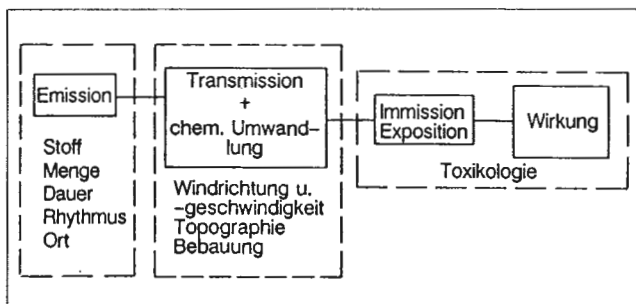 Emission
Stoff
Menge
Dauer
Rhythmus
Ort
Transmission
+
chem. Umwand-
lung
Windrichtung u.
-geschwindigkeit
Topographie
Bebauung
Immission
Exposition
Wirkung
Toxikologie